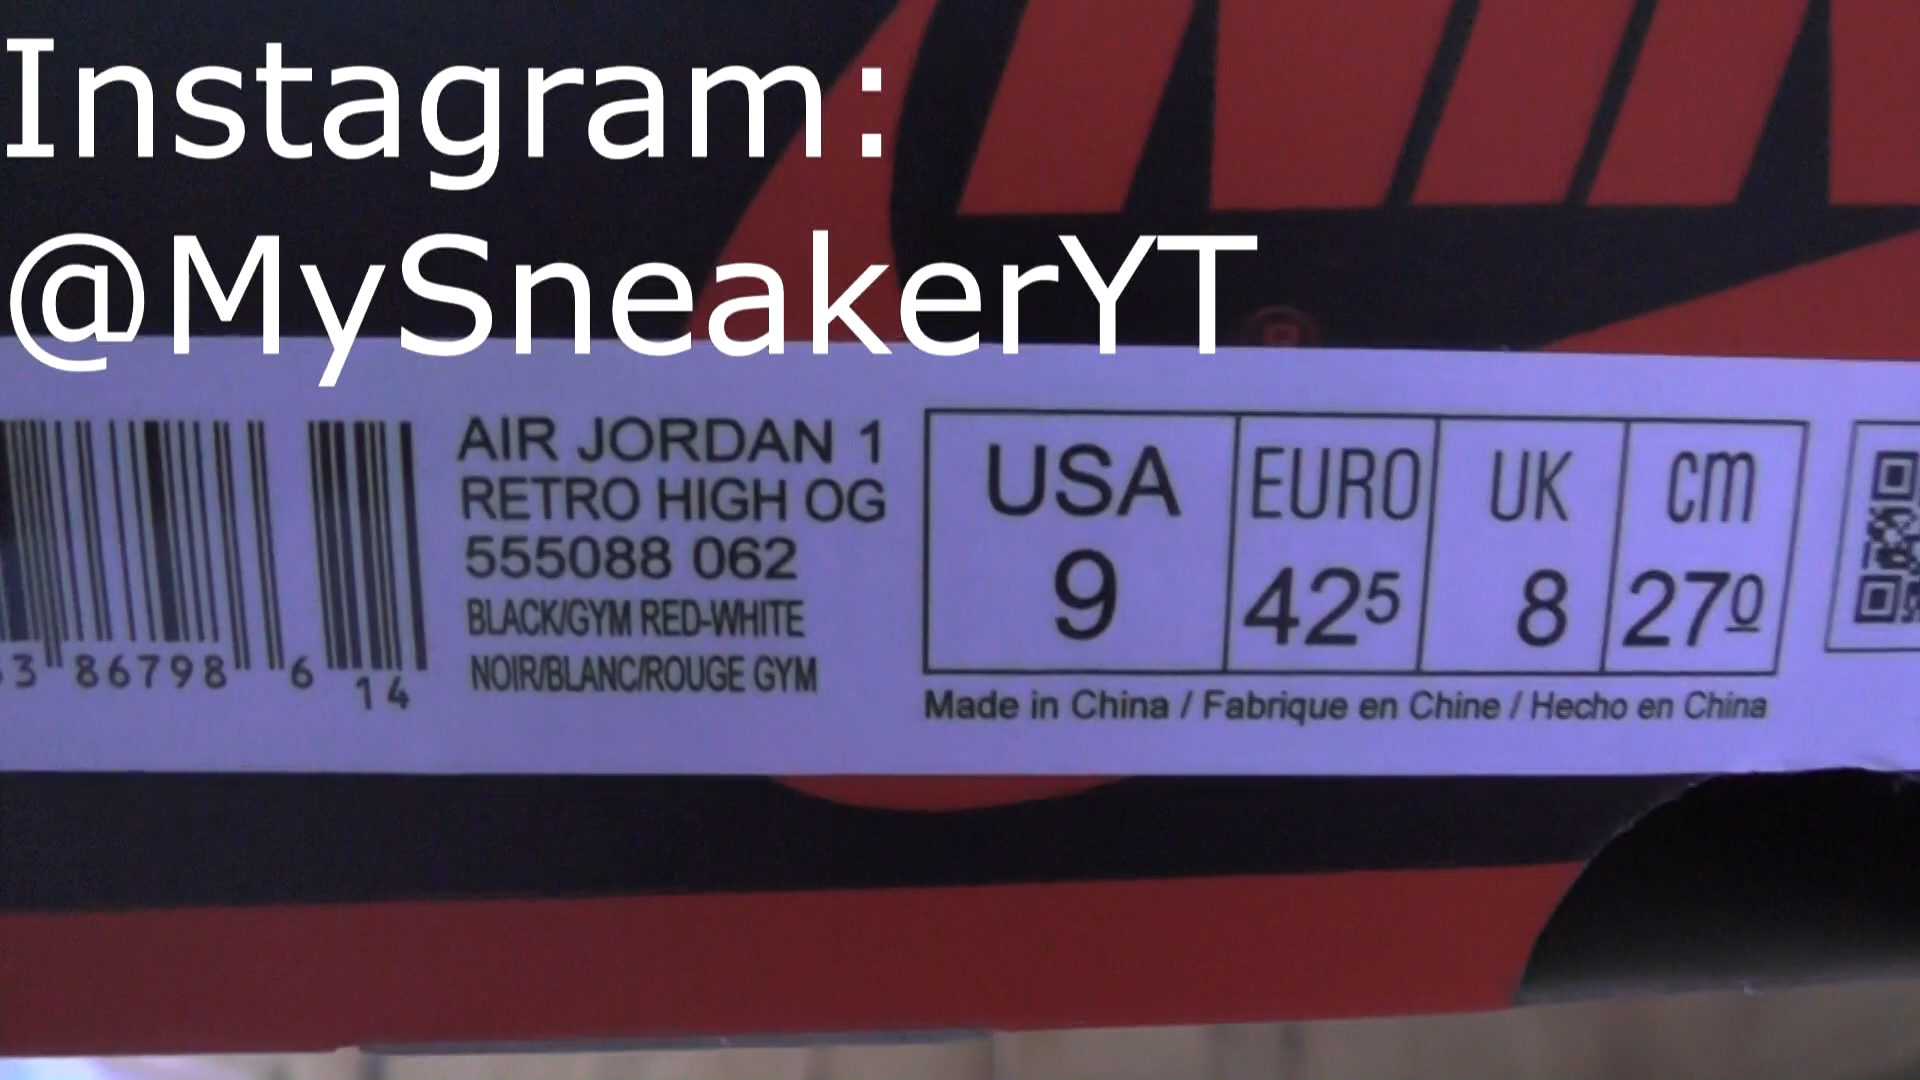 Instagram:
@MySneakerYT
AIR JORDAN 1
RETRO HIGH OG
555088 062
BLACK/GYM RED-WHITE
NOIR/BLANC/ROUGE GYM
3 86798 6
14
USA EURO UK cm
9 42⁵ 8 27⁰
Made in China / Fabrique en Chine / Hecho en China